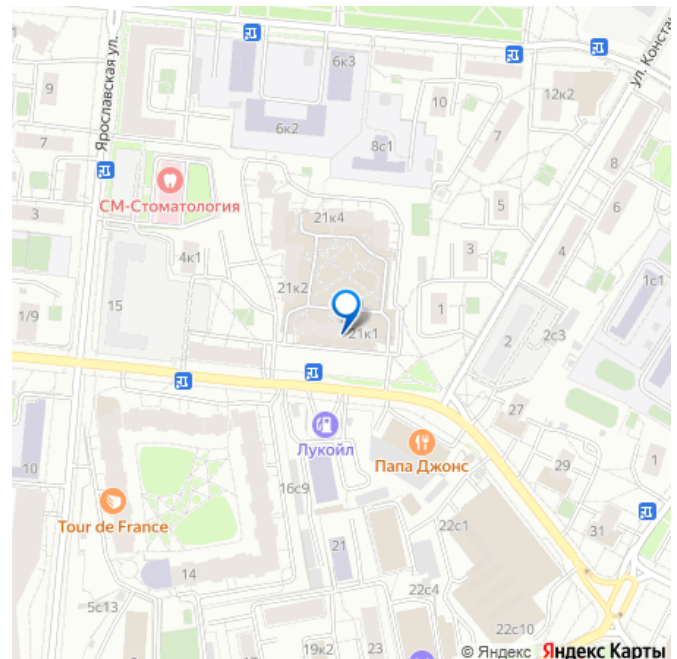 6к3
9
Ярославская ул.
ул. Конста
10
12к2
6к2
8с1
7
7
8
СМ-Стоматология
5
6
3
21к4
4
4к1
3
1с1
21к2
15
1
1/9
21к1
2
2с3
27
Лукойл
Папа Джонс
29
1
10
16с9
Tour de France
22с1
31
21
14
22с4
5с13
22с10
19к2
23
© Яндекс Яндекс Карты